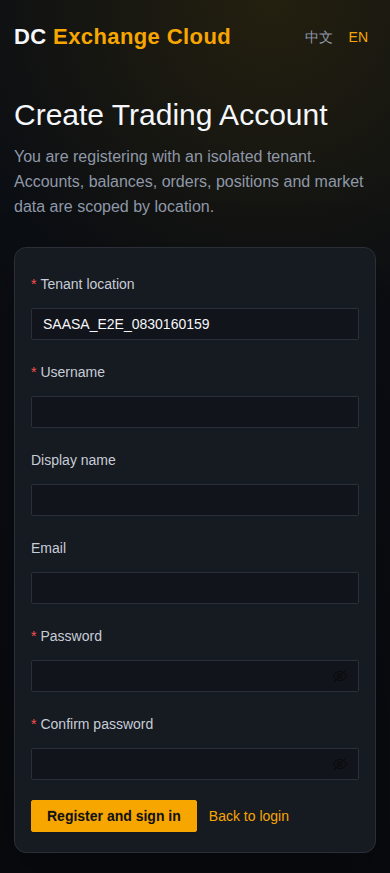 DC Exchange Cloud 中文 EN
Create Trading Account
You are registering with an isolated tenant.
Accounts, balances, orders, positions and market
data are scoped by location.
* Tenant location
SAASA_E2E_0830160159
* Username
Display name
Email
* Password
* Confirm password
Register and sign in Back to login